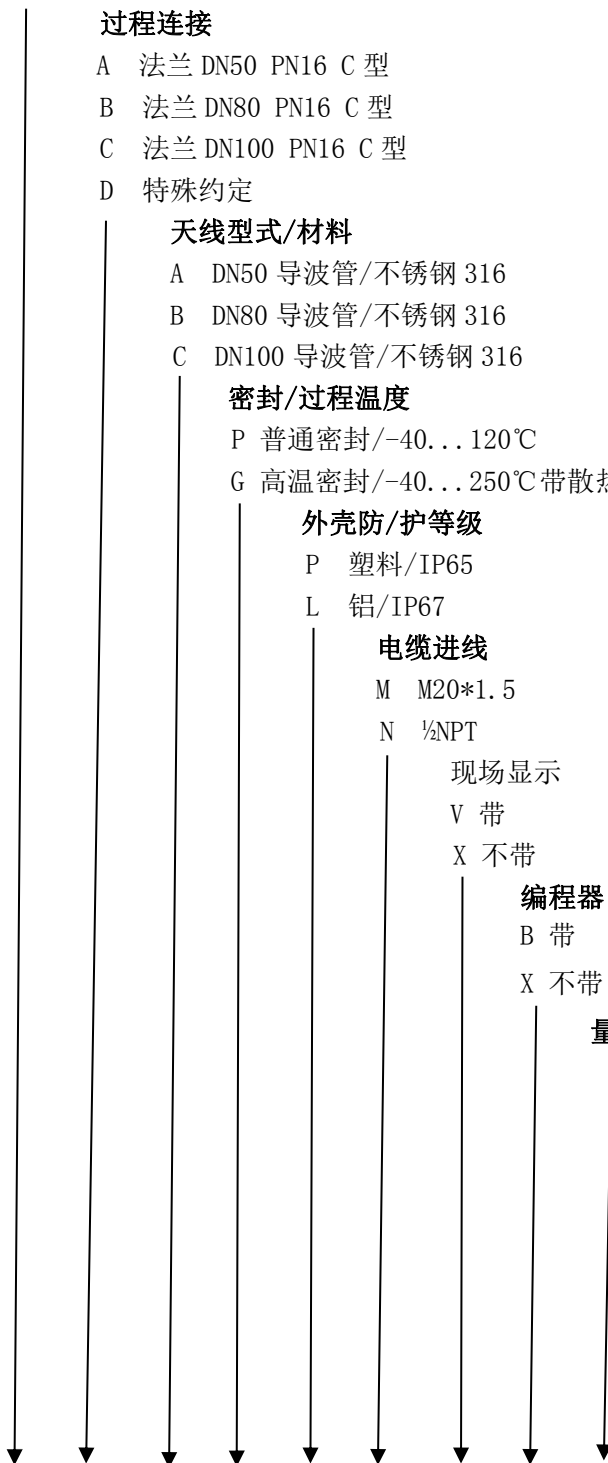 过程连接
A 法兰 DN50 PN16 C 型
B 法兰 DN80 PN16 C 型
C 法兰 DN100 PN16 C 型
D 特殊约定
天线型式/材料
A DN50 导波管/不锈钢 316
B DN80 导波管/不锈钢 316
C DN100 导波管/不锈钢 316
密封/过程温度
P 普通密封/-40...120℃
G 高温密封/-40...250℃带散
外壳防/护等级
P 塑料/IP65
L 铝/IP67
电缆进线
M M20*1.5
N ½NPT
现场显示
V 带
X 不带
编程器
B 带
X 不带